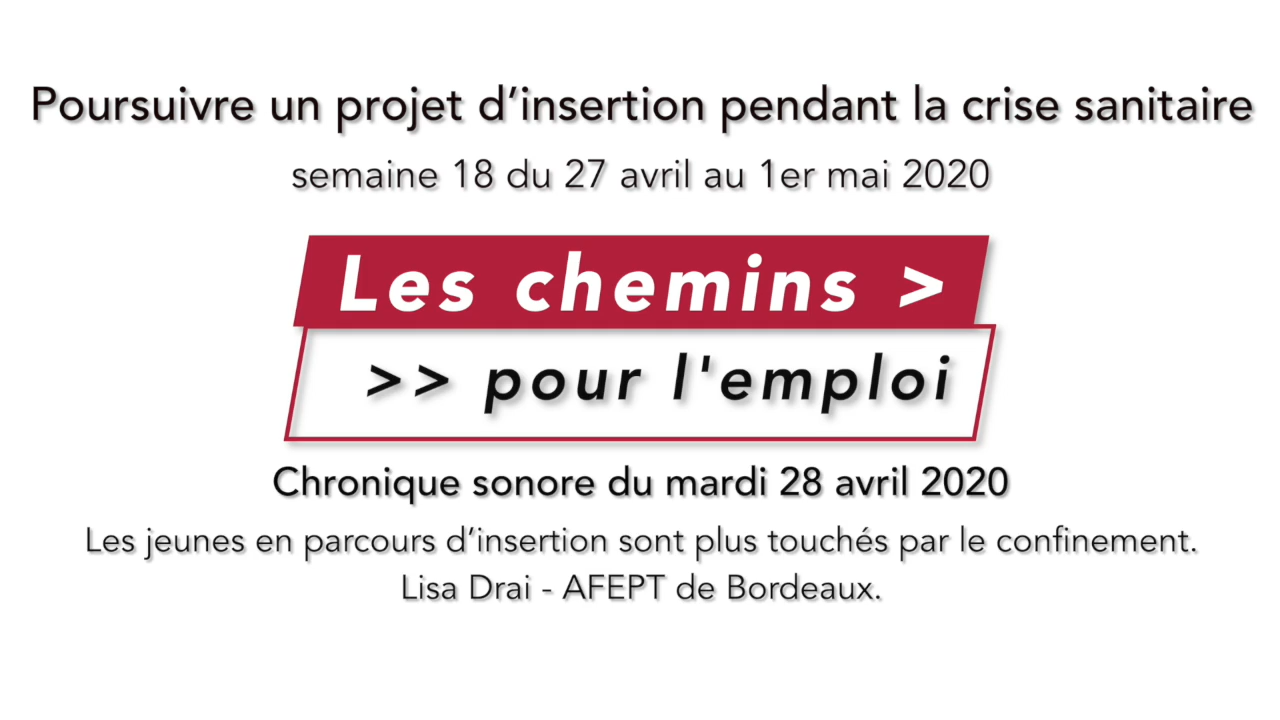 Poursuivre un projet d’insertion pendant la crise sanitaire
semaine 18 du 27 avril au 1er mai 2020
Les chemins >
>> pour l'emploi
Chronique sonore du mardi 28 avril 2020
Les jeunes en parcours d’insertion sont plus touchés par le confinement.
Lisa Drai - AFEPT de Bordeaux.